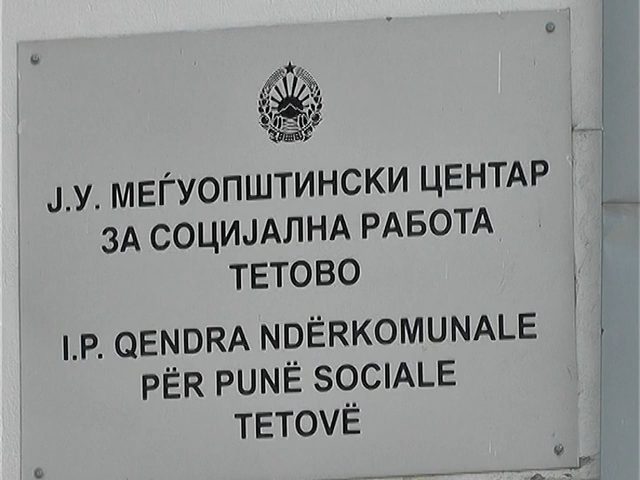 Ј.У. МЕЃУОПШТИНСКИ ЦЕНТАР
ЗА СОЦИЈАЛНА РАБОТА
ТЕТОВО
I.P. QENDRA NDËRKOMUNALE
PËR PUNË SOCIALE
TETOVË